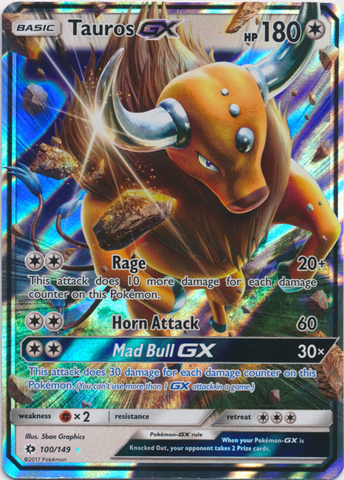 BASIC Tauros GX HP 180
Rage 20+
This attack does 10 more damage for each damage
counter on this Pokémon.
Horn Attack 60
Mad Bull GX 30×
This attack does 30 damage for each damage counter on this
Pokémon. (You can't use more than 1 GX attack in a game.)
weakness ×2 resistance retreat
Illus. 5ban Graphics
100/149
©2017 Pokémon
Pokémon-GX rule
When your Pokémon-GX is
Knocked Out, your opponent takes 2 Prize cards.